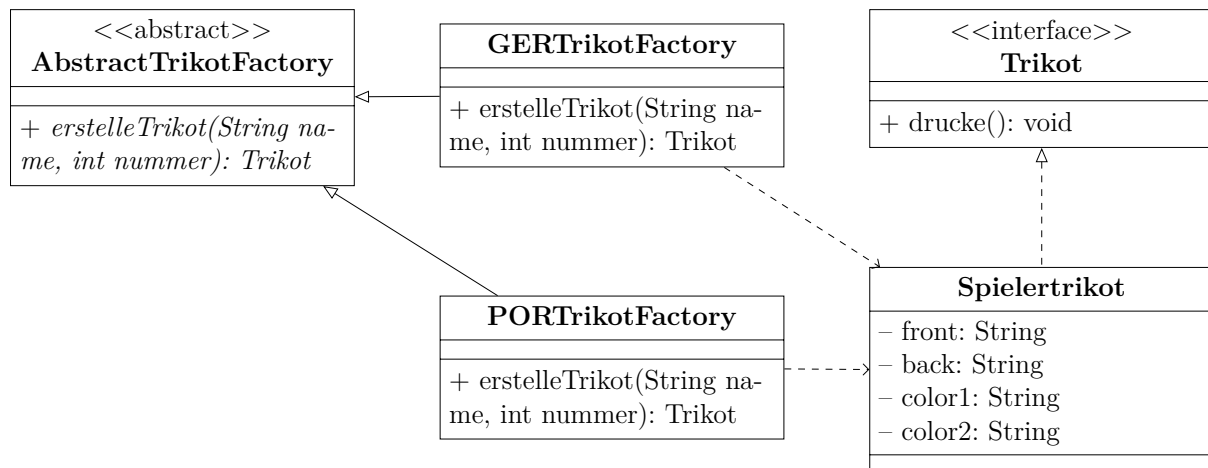 <<abstract>>
AbstractTrikotFactory
+ erstelleTrikot(String na-
me, int nummer): Trikot
GERTrikotFactory
+ erstelleTrikot(String na-
me, int nummer): Trikot
<<interface>>
Trikot
+ drucke(): void
PORTrikotFactory
+ erstelleTrikot(String na-
me, int nummer): Trikot
Spielertrikot
– front: String
– back: String
– color1: String
– color2: String